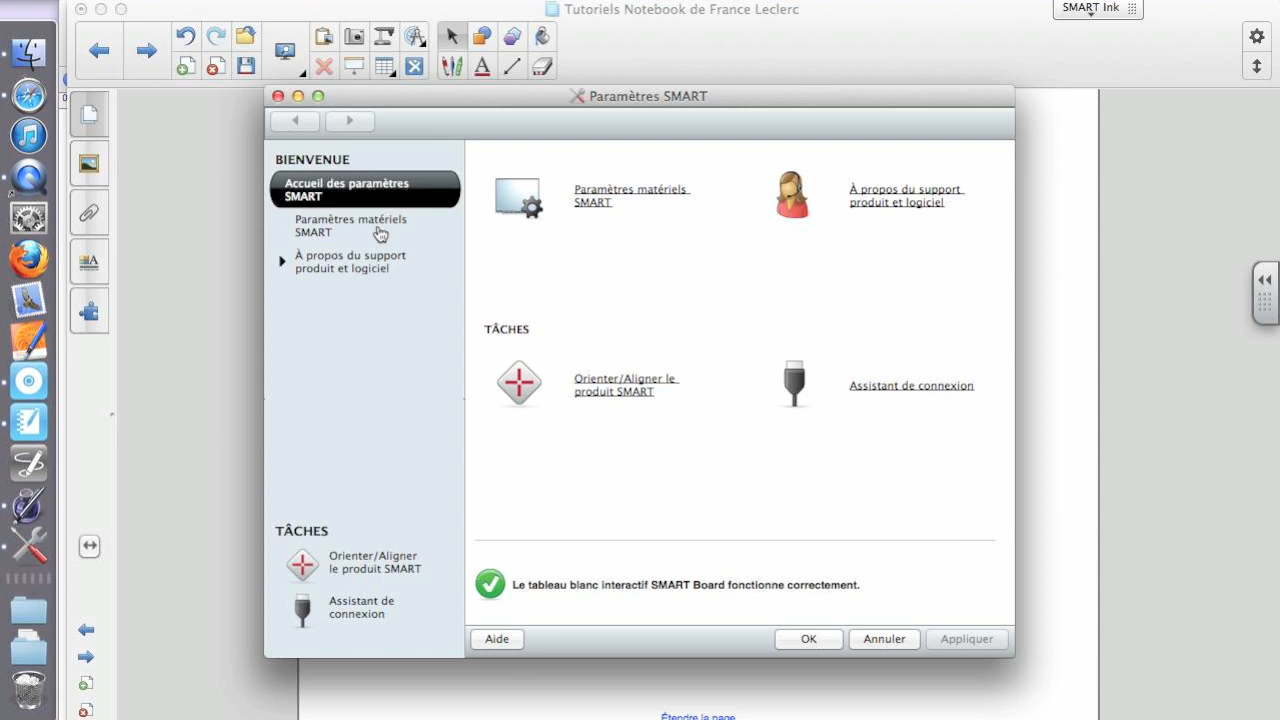 Tutoriels Notebook de France Leclerc
SMART Ink
Paramètres SMART
BIENVENUE
Accueil des paramètres
SMART
Paramètres matériels
SMART
À propos du support
produit et logiciel
Paramètres matériels
SMART
À propos du support
produit et logiciel
TÂCHES
Orienter/Aligner le
produit SMART
Assistant de connexion
TÂCHES
Orienter/Aligner
le produit SMART
Assistant de
connexion
Le tableau blanc interactif SMART Board fonctionne correctement.
Aide
OK
Annuler
Appliquer
Étendre la page